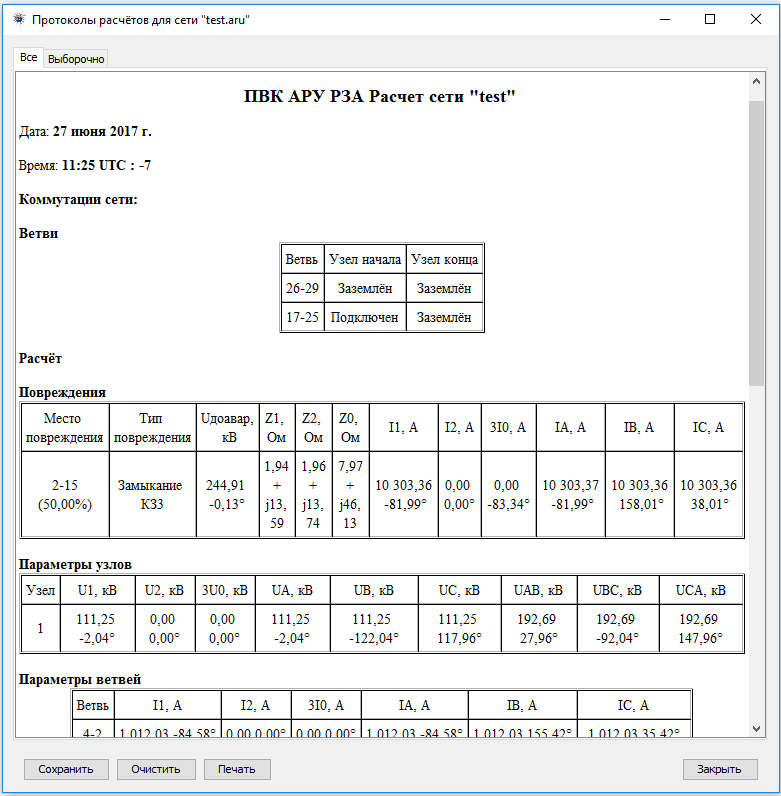 Протоколы расчётов для сети "test.aru"
Все Выборочно
ПВК АРУ РЗА Расчет сети "test"
Дата: 27 июня 2017 г.
Время: 11:25 UTC : -7
Коммутации сети:
Ветви
Ветвь Узел начала Узел конца
26-29 Заземлён Заземлён
17-25 Подключен Заземлён
Расчёт
Повреждения
Место повреждения Тип повреждения Uдоавар, кВ Z1, Ом Z2, Ом Z0, Ом I1, А I2, А 3I0, А IA, А IB, А IC, А
2-15 (50,00%) Замыкание КЗ3 244,91 -0,13° 1,94 + j13,59 1,96 + j13,74 7,97 + j46,13 10 303,36 -81,99° 0,00 0,00° 0,00 -83,34° 10 303,37 -81,99° 10 303,36 158,01° 10 303,36 38,01°
Параметры узлов
Узел U1, кВ U2, кВ 3U0, кВ UA, кВ UB, кВ UC, кВ UAB, кВ UBC, кВ UCA, кВ
1 111,25 -2,04° 0,00 0,00° 0,00 0,00° 111,25 -2,04° 111,25 -122,04° 111,25 117,96° 192,69 27,96° 192,69 -92,04° 192,69 147,96°
Параметры ветвей
Ветвь I1, А I2, А 3I0, А IA, А IB, А IC, А
4-2 1 012,03 -84,58° 0,00 0,00° 0,00 0,00° 1 012,03 -84,58° 1 012,03 155,42° 1 012,03 35,42°
Сохранить Очистить Печать Закрыть